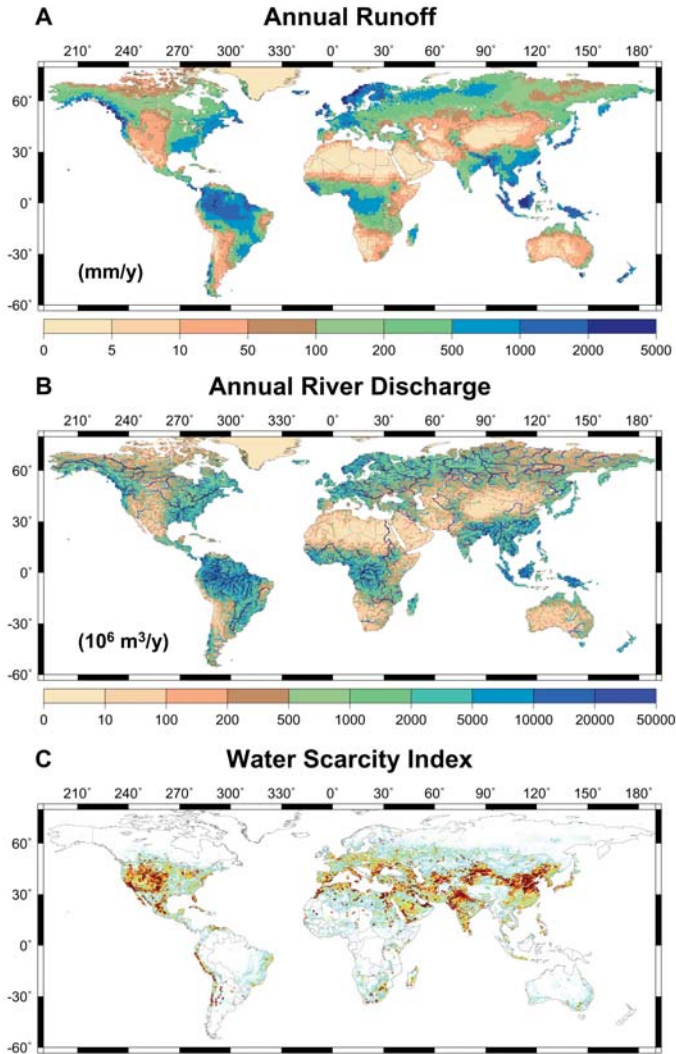 A Annual Runoff
210° 240° 270° 300° 330° 0° 30° 60° 90° 120° 150° 180°
60°
30°
0°
-30°
-60°
(mm/y)
0 5 10 50 100 200 500 1000 2000 5000
B Annual River Discharge
210° 240° 270° 300° 330° 0° 30° 60° 90° 120° 150° 180°
60°
30°
0°
-30°
-60°
(10⁶ m³/y)
0 10 100 200 500 1000 2000 5000 10000 20000 50000
C Water Scarcity Index
210° 240° 270° 300° 330° 0° 30° 60° 90° 120° 150° 180°
60°
30°
0°
-30°
-60°